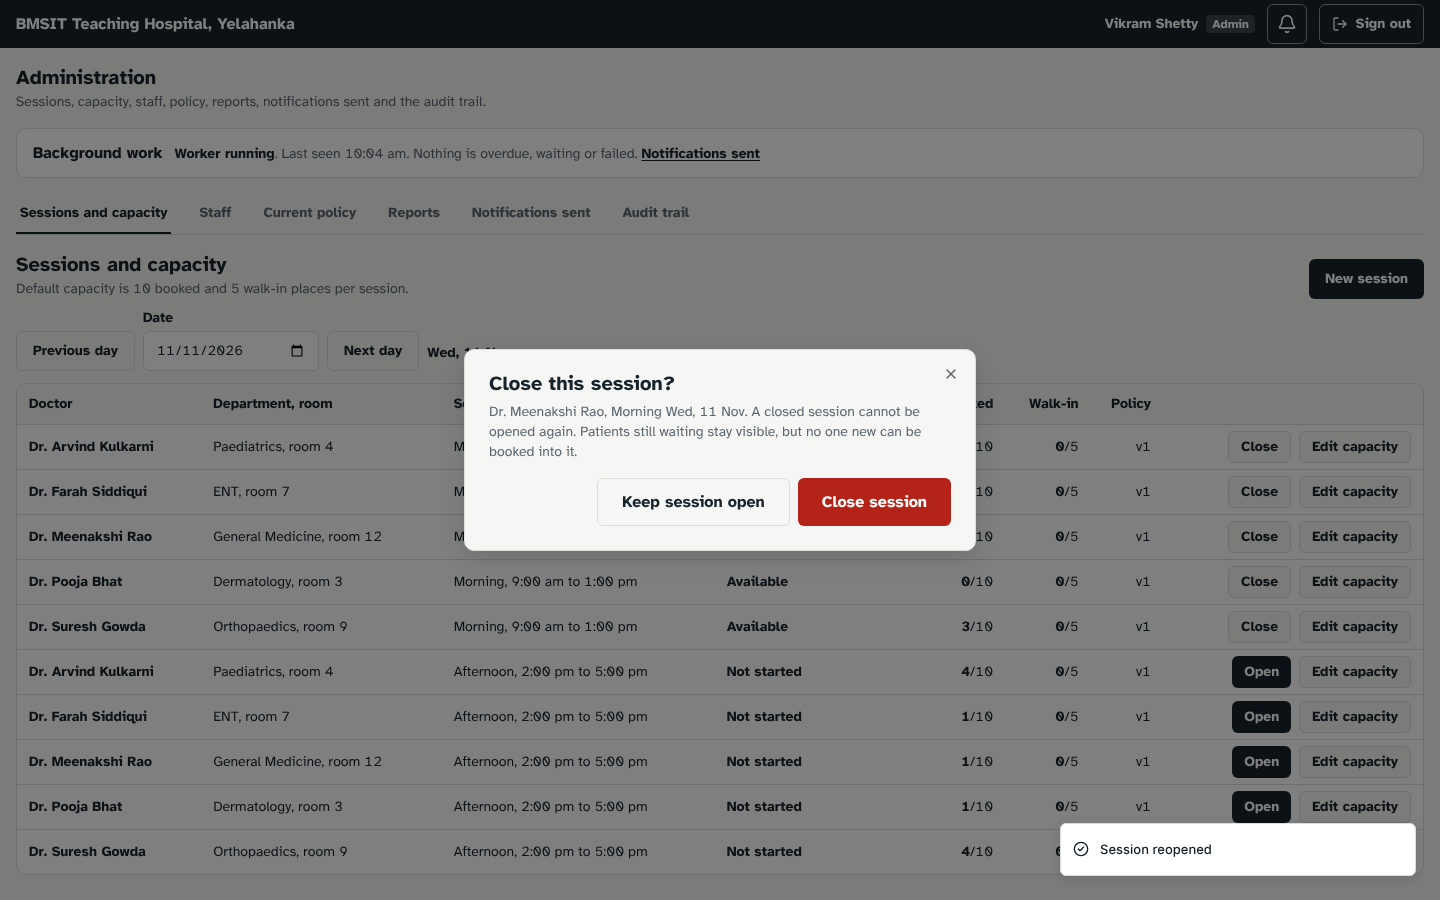 BMSIT Teaching Hospital, Yelahanka
Vikram Shetty Admin Sign out
Administration
Sessions, capacity, staff, policy, reports, notifications sent and the audit trail.
Background work Worker running. Last seen 10:04 am. Nothing is overdue, waiting or failed. Notifications sent
Sessions and capacity Staff Current policy Reports Notifications sent Audit trail
Sessions and capacity
Default capacity is 10 booked and 5 walk-in places per session.
New session
Date
Previous day 11/11/2026 Next day Wed,
Close this session?
Dr. Meenakshi Rao, Morning Wed, 11 Nov. A closed session cannot be
opened again. Patients still waiting stay visible, but no one new can be
booked into it.
Keep session open Close session
Doctor Department, room Walk-in Policy
Dr. Arvind Kulkarni Paediatrics, room 4 0/5 v1 Close Edit capacity
Dr. Farah Siddiqui ENT, room 7 0/5 v1 Close Edit capacity
Dr. Meenakshi Rao General Medicine, room 12 0/5 v1 Close Edit capacity
Dr. Pooja Bhat Dermatology, room 3 Morning, 9:00 am to 1:00 pm Available 0/10 0/5 v1 Close Edit capacity
Dr. Suresh Gowda Orthopaedics, room 9 Morning, 9:00 am to 1:00 pm Available 3/10 0/5 v1 Close Edit capacity
Dr. Arvind Kulkarni Paediatrics, room 4 Afternoon, 2:00 pm to 5:00 pm Not started 4/10 0/5 v1 Open Edit capacity
Dr. Farah Siddiqui ENT, room 7 Afternoon, 2:00 pm to 5:00 pm Not started 1/10 0/5 v1 Open Edit capacity
Dr. Meenakshi Rao General Medicine, room 12 Afternoon, 2:00 pm to 5:00 pm Not started 1/10 0/5 v1 Open Edit capacity
Dr. Pooja Bhat Dermatology, room 3 Afternoon, 2:00 pm to 5:00 pm Not started 1/10 0/5 v1 Open Edit capacity
Dr. Suresh Gowda Orthopaedics, room 9 Afternoon, 2:00 pm to 5:00 pm Not started 4/10
Session reopened